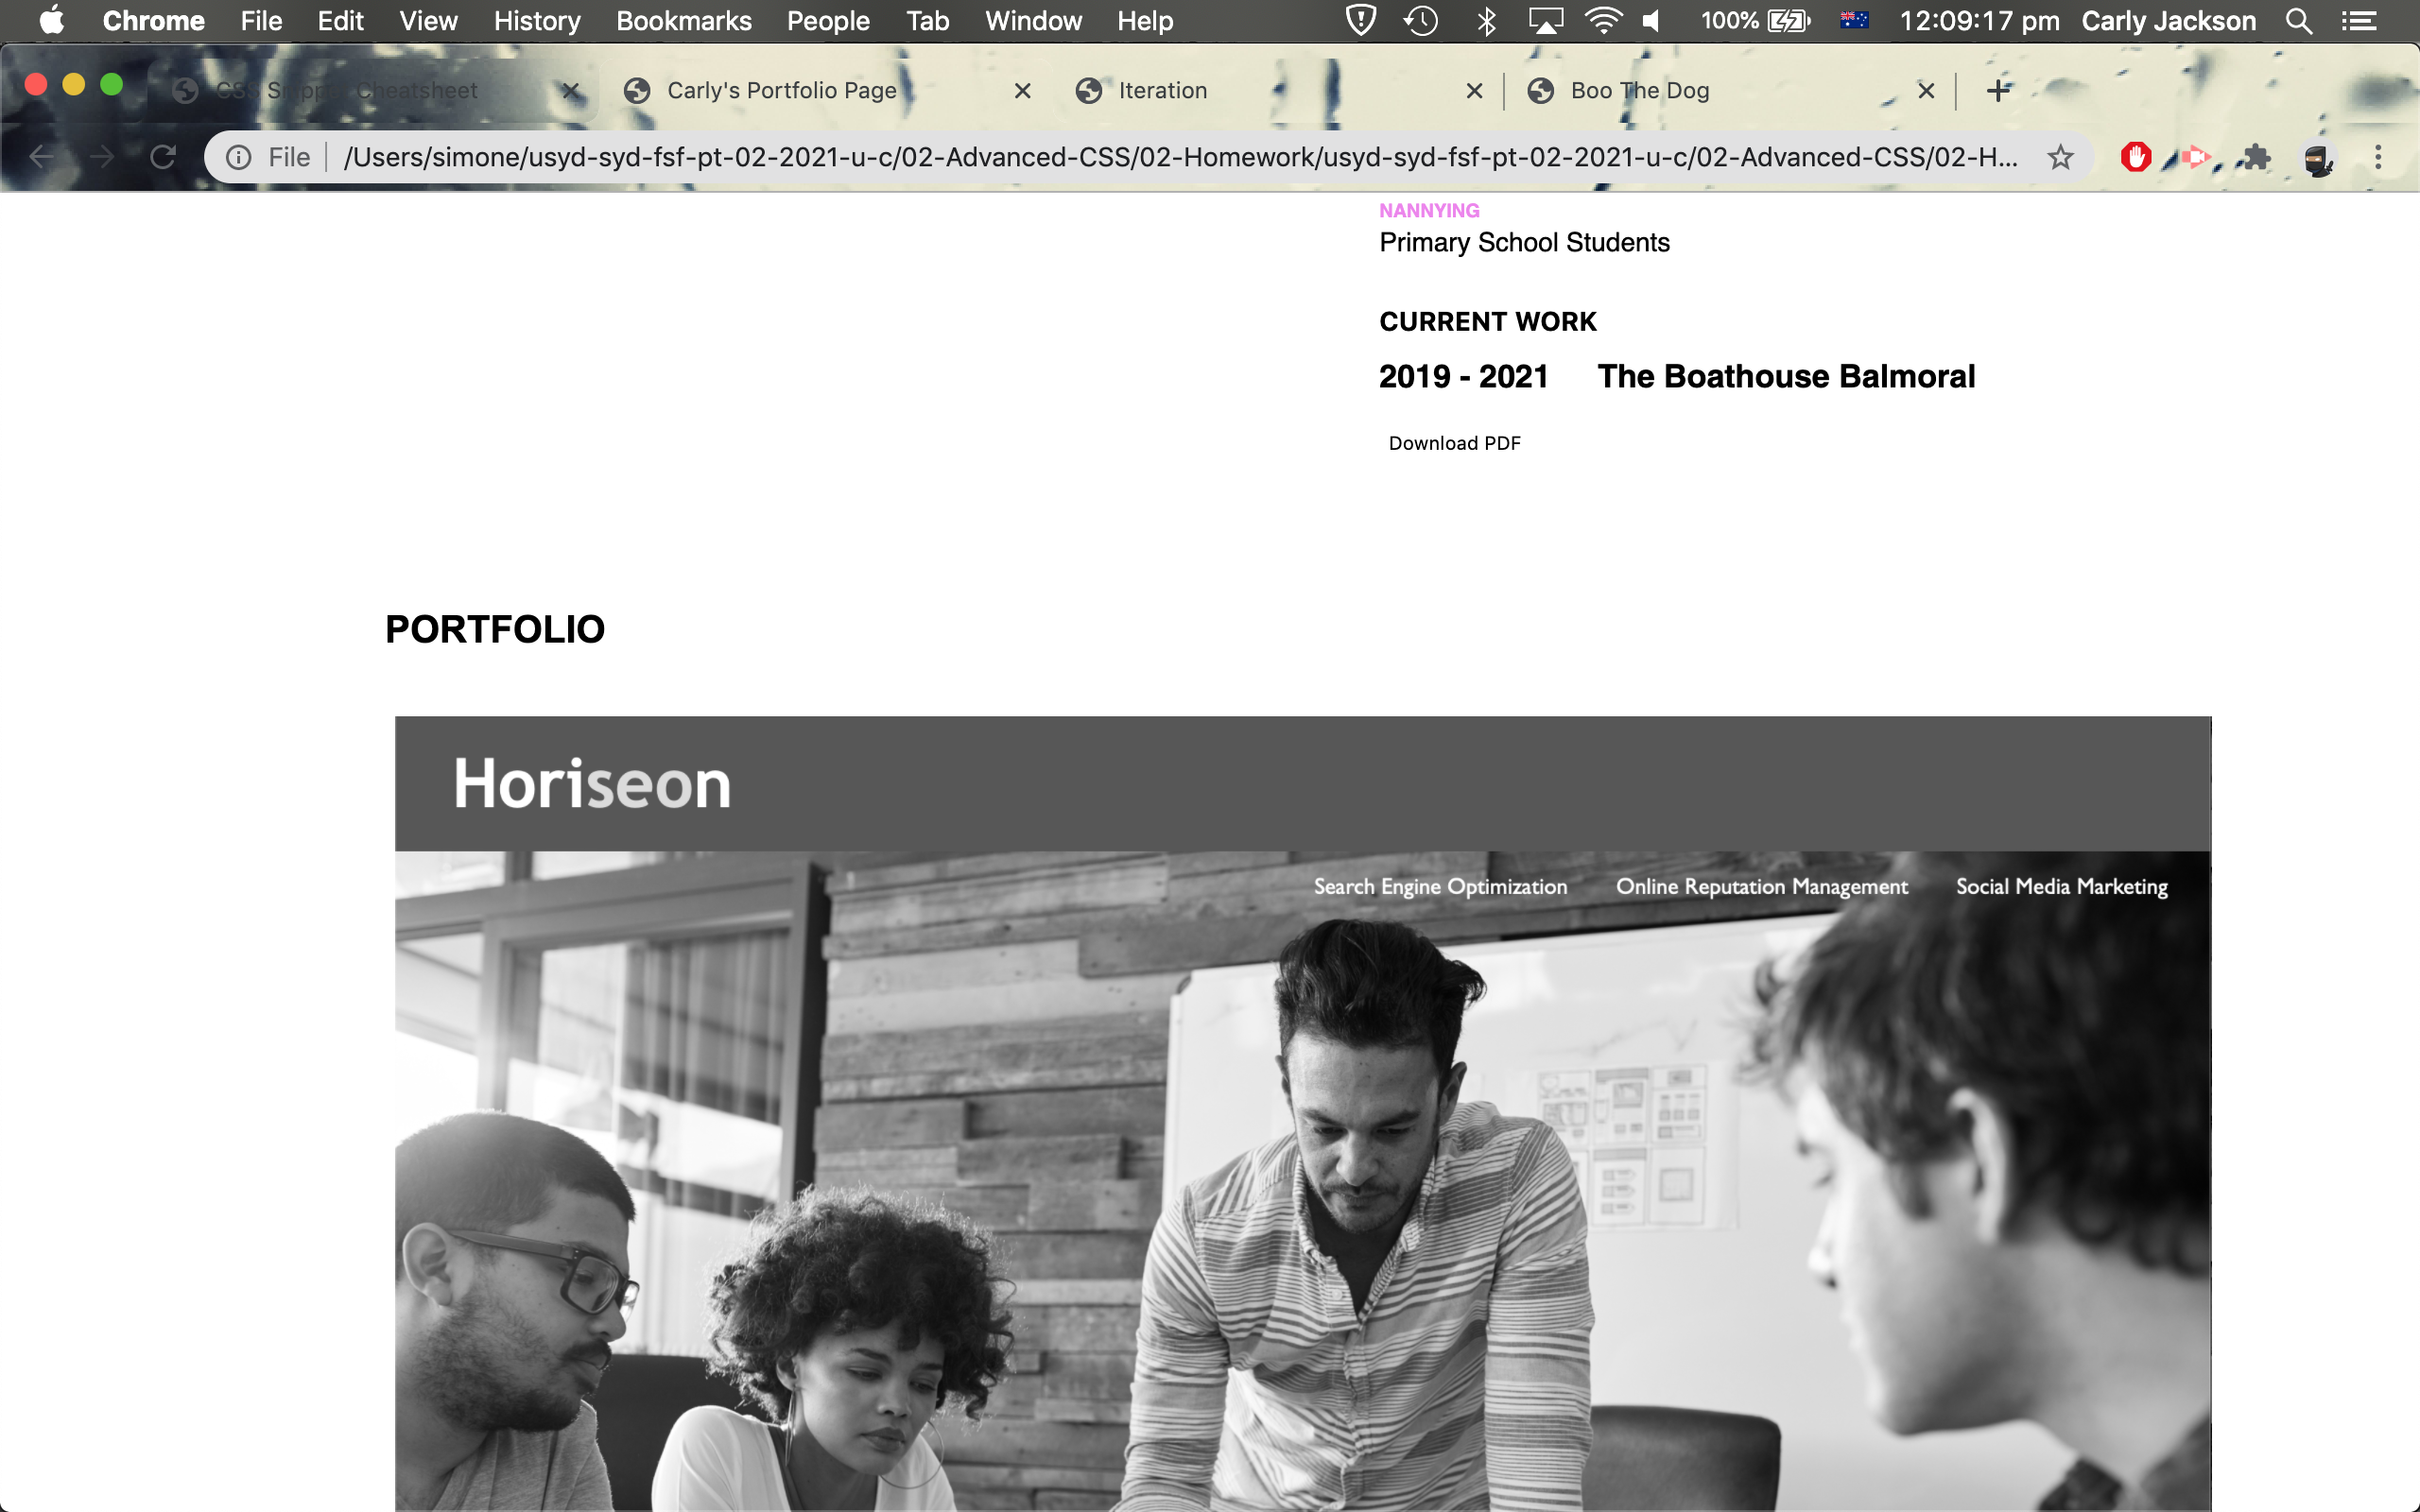 Chrome File Edit View History Bookmarks People Tab Window Help 100% 12:09:17 pm Carly Jackson
CSS Snippet Cheatsheet Carly's Portfolio Page Iteration Boo The Dog
File /Users/simone/usyd-syd-fsf-pt-02-2021-u-c/02-Advanced-CSS/02-Homework/usyd-syd-fsf-pt-02-2021-u-c/02-Advanced-CSS/02-H...
NANNYING
Primary School Students
CURRENT WORK
2019 - 2021 The Boathouse Balmoral
Download PDF
PORTFOLIO
Horiseon
Search Engine Optimization Online Reputation Management Social Media Marketing